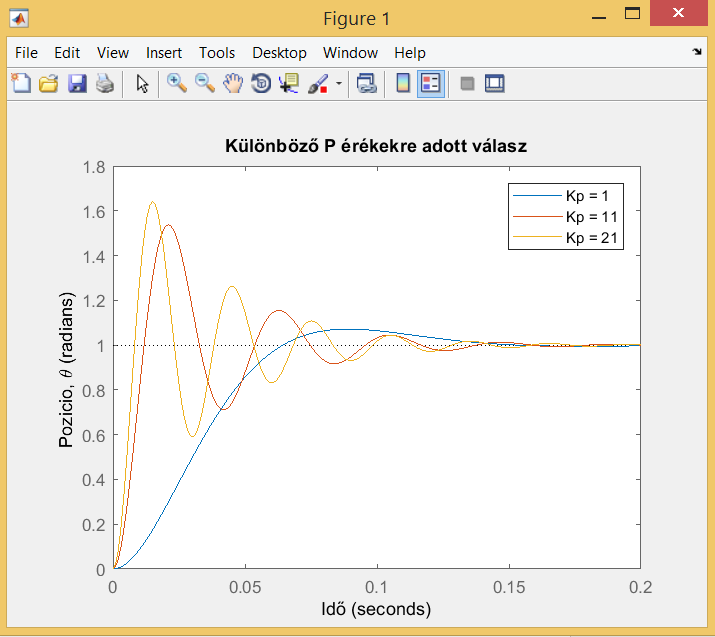 Figure 1
File Edit View Insert Tools Desktop Window Help
Különböző P érékekre adott válasz
1.8
1.6
1.4
1.2
1
0.8
0.6
0.4
0.2
0
Pozicio, θ (radians)
Kp = 1
Kp = 11
Kp = 21
0 0.05 0.1 0.15 0.2
Idő (seconds)